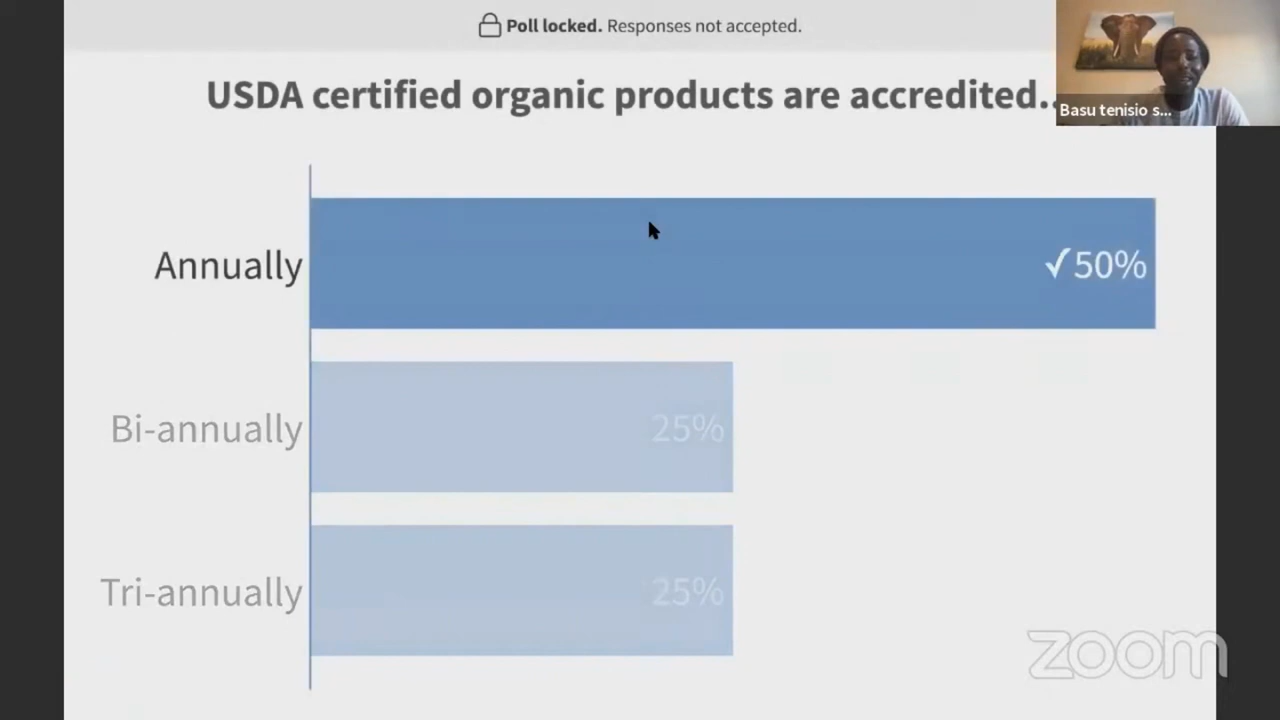 Poll locked. Responses not accepted.
USDA certified organic products are accredited..
Basu tenisio s...
Annually
✓50%
Bi-annually
25%
Tri-annually
25%
zoom